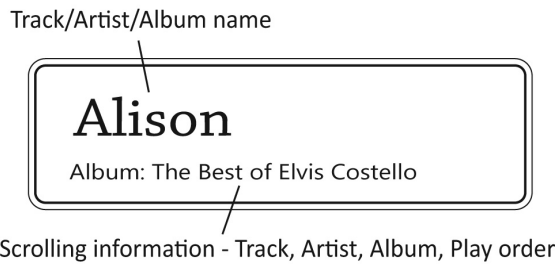 Track/Artist/Album name
Alison
Album: The Best of Elvis Costello
Scrolling information - Track, Artist, Album, Play order